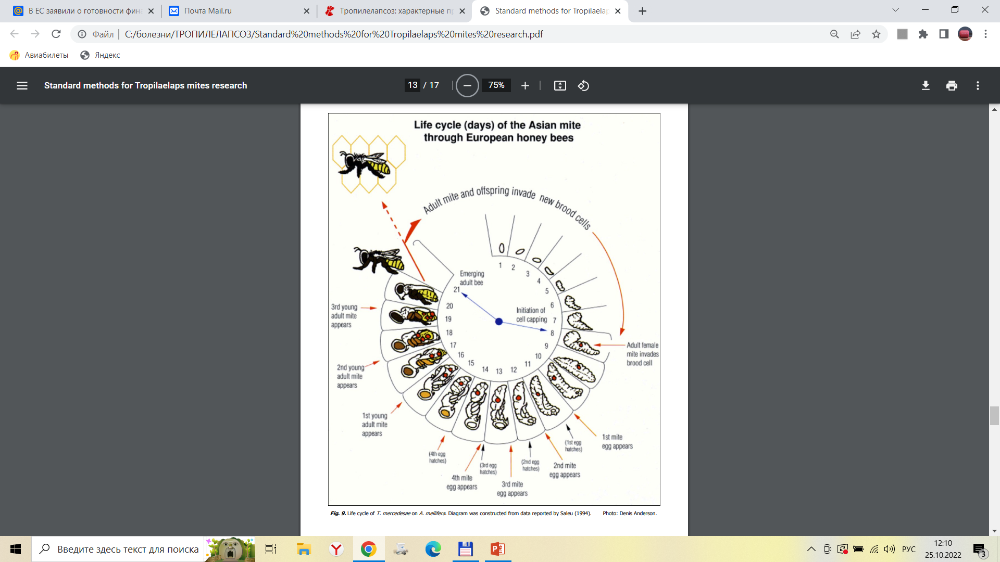 В ЕС заявили о готовности фин
Почта Mail.ru
Тропилелапсоз: характерные п
Standard methods for Tropilaelap
Файл
C:/болезни/ТРОПИЛЕЛАПСОЗ/Standard%20methods%20for%20Tropilaelaps%20mites%20research.pdf
Авиабилеты
Яндекс
Standard methods for Tropilaelaps mites research
13 / 17
75%
Life cycle (days) of the Asian mite
through European honey bees
Adult mite and offspring invade new brood cells
1
2
3
4
5
6
7
8
9
10
11
12
13
14
15
16
17
18
19
20
21
Emerging
adult bee
Initiation of
cell capping
Adult female
mite invades
brood cell
1st mite
egg appears
(1st egg
hatches)
2nd mite
egg appears
(2nd egg
hatches)
3rd mite
egg appears
(3rd egg
hatches)
4th mite
egg appears
(4th egg
hatches)
1st young
adult mite
appears
2nd young
adult mite
appears
3rd young
adult mite
appears
Fig. 9. Life cycle of T. mercedesae on A. mellifera. Diagram was constructed from data reported by Saleu (1994). Photo: Denis Anderson.
Введите здесь текст для поиска
РУС
12:10
25.10.2022
3